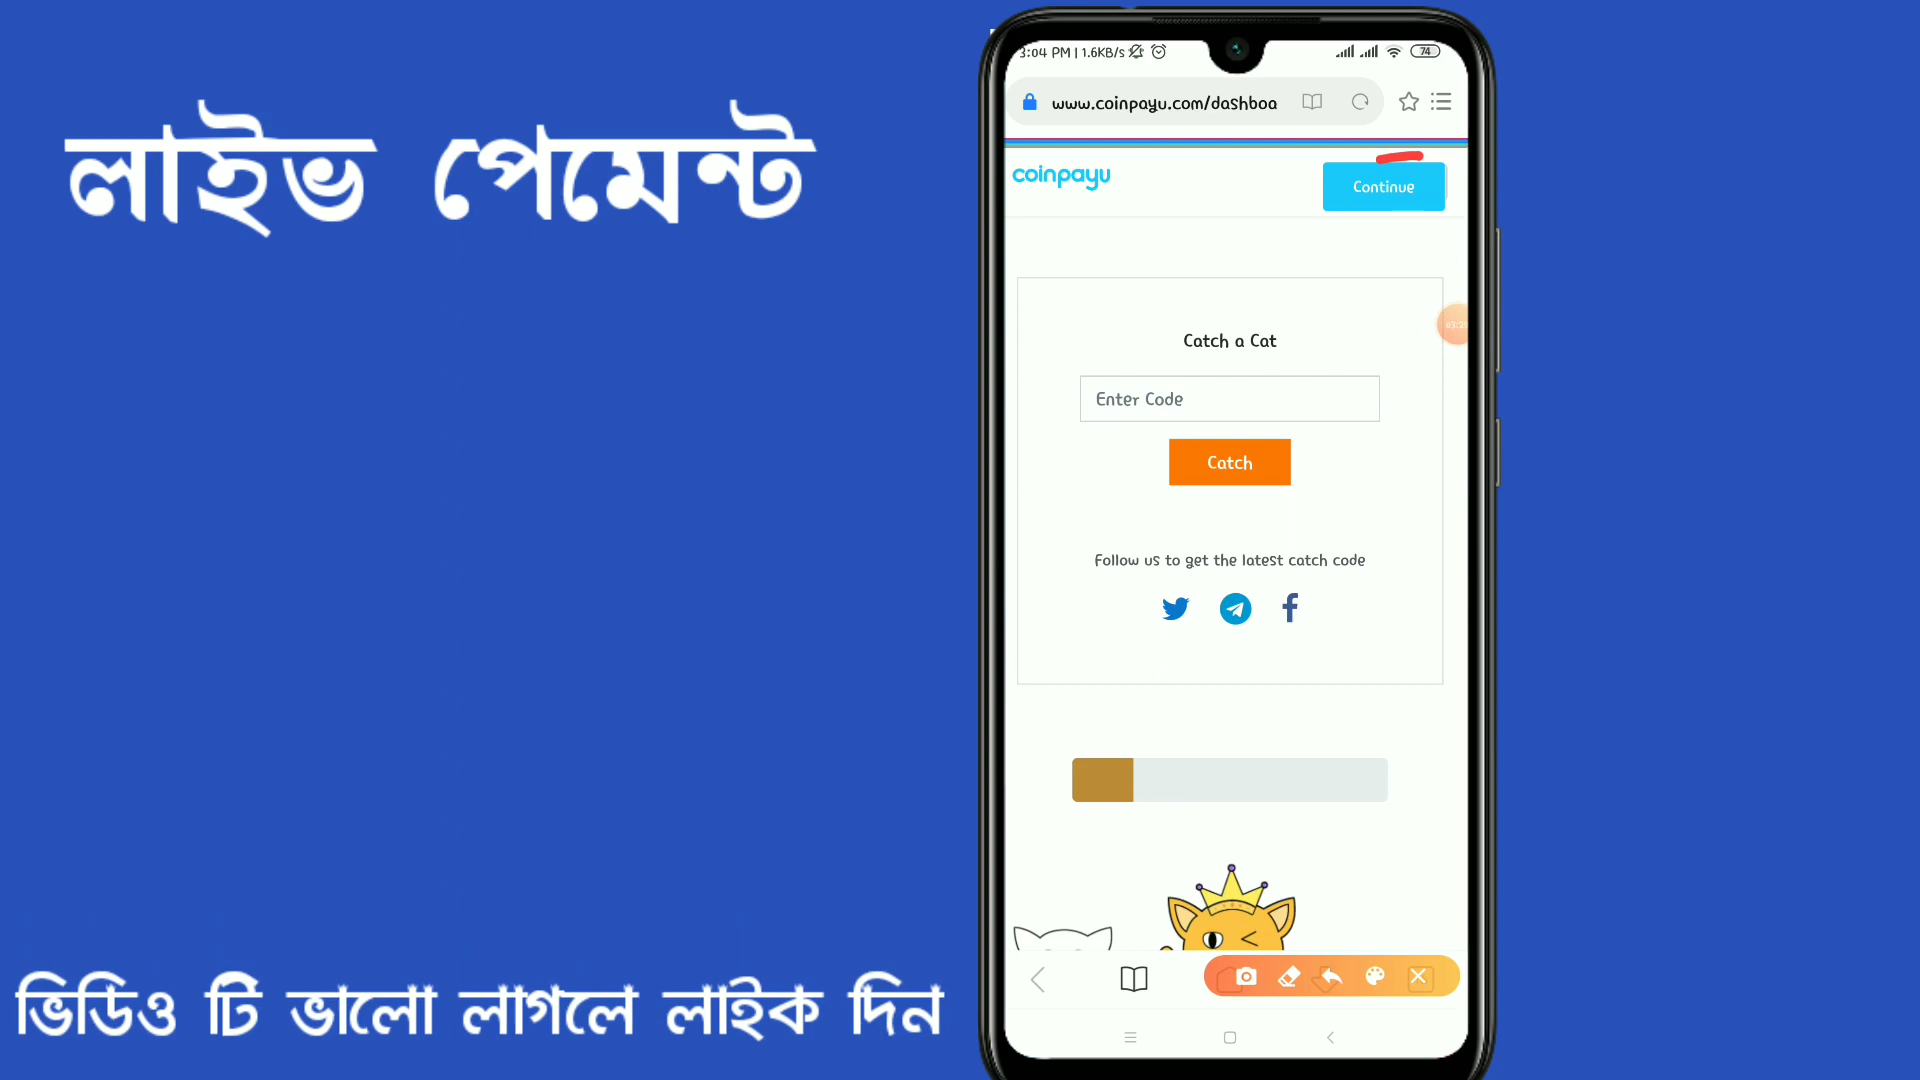 লাইভ পেমেন্ট
ভিডিও টি ভালো লাগলে লাইক দিন
3:04 PM | 1.6KB/s
74
www.coinpayu.com/dashboa
coinpayu
Continue
Catch a Cat
Enter Code
Catch
Follow us to get the latest catch code